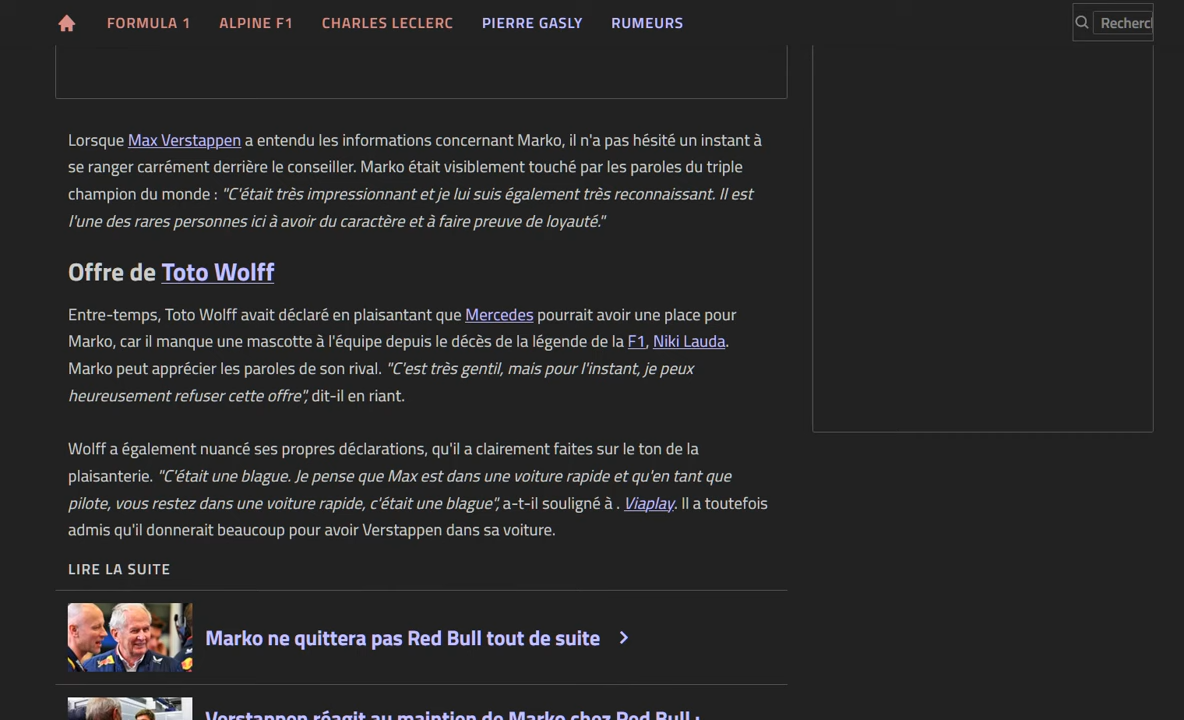 FORMULA 1 ALPINE F1 CHARLES LECLERC PIERRE GASLY RUMEURS
Lorsque Max Verstappen a entendu les informations concernant Marko, il n'a pas hésité un instant à
se ranger carrément derrière le conseiller. Marko était visiblement touché par les paroles du triple
champion du monde : "C'était très impressionnant et je lui suis également très reconnaissant. Il est
l'une des rares personnes ici à avoir du caractère et à faire preuve de loyauté."
Offre de Toto Wolff
Entre-temps, Toto Wolff avait déclaré en plaisantant que Mercedes pourrait avoir une place pour
Marko, car il manque une mascotte à l'équipe depuis le décès de la légende de la F1, Niki Lauda.
Marko peut apprécier les paroles de son rival. "C'est très gentil, mais pour l'instant, je peux
heureusement refuser cette offre", dit-il en riant.
Wolff a également nuancé ses propres déclarations, qu'il a clairement faites sur le ton de la
plaisanterie. "C'était une blague. Je pense que Max est dans une voiture rapide et qu'en tant que
pilote, vous restez dans une voiture rapide, c'était une blague", a-t-il souligné à . Viaplay. Il a toutefois
admis qu'il donnerait beaucoup pour avoir Verstappen dans sa voiture.
LIRE LA SUITE
Marko ne quittera pas Red Bull tout de suite
Verstappen réagit au maintien de Marko chez Red Bull :